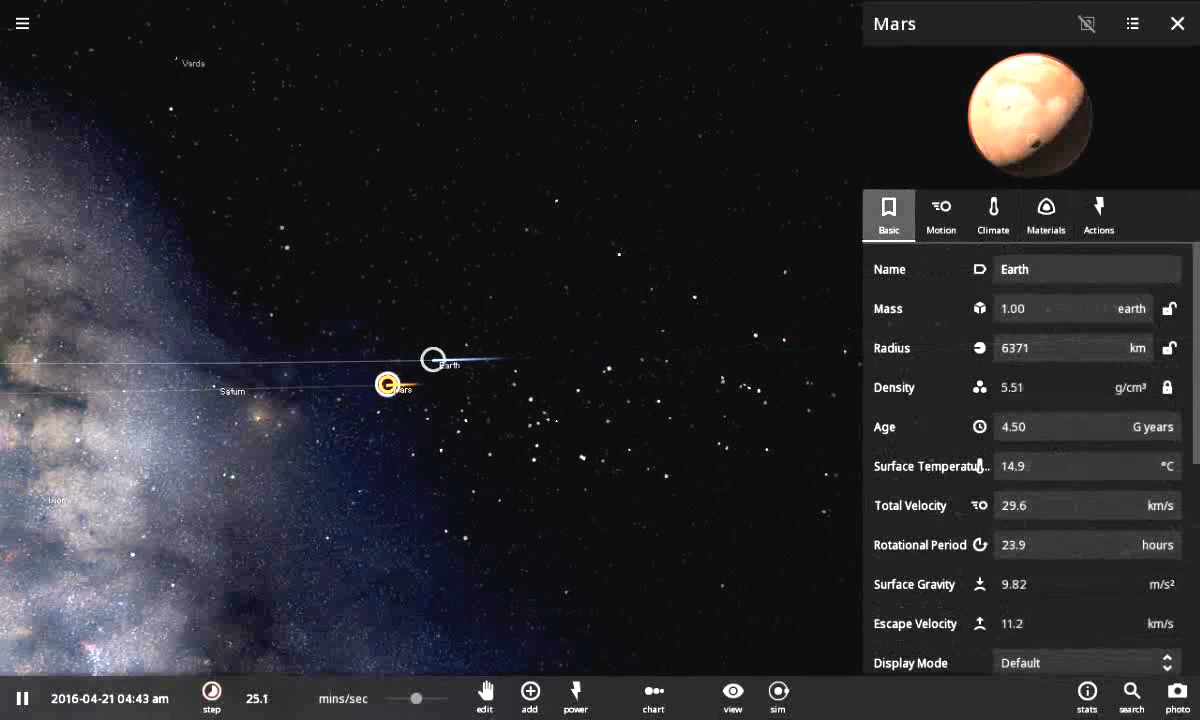 Mars
Varda
Earth
Mars
Saturn
Ixion
Basic
Motion
Climate
Materials
Actions
Name Earth
Mass 1.00 earth
Radius 6371 km
Density 5.51 g/cm³
Age 4.50 G years
Surface Temperatu... 14.9 °C
Total Velocity 29.6 km/s
Rotational Period 23.9 hours
Surface Gravity 9.82 m/s²
Escape Velocity 11.2 km/s
Display Mode Default
2016-04-21 04:43 am
step
25.1 mins/sec
edit
add
power
chart
view
sim
stats
search
photo